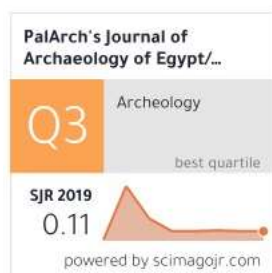 PalArch's Journal of
Archaeology of Egypt/...
Q3
Archeology
best quartile
SJR 2019
0.11
powered by scimagojr.com